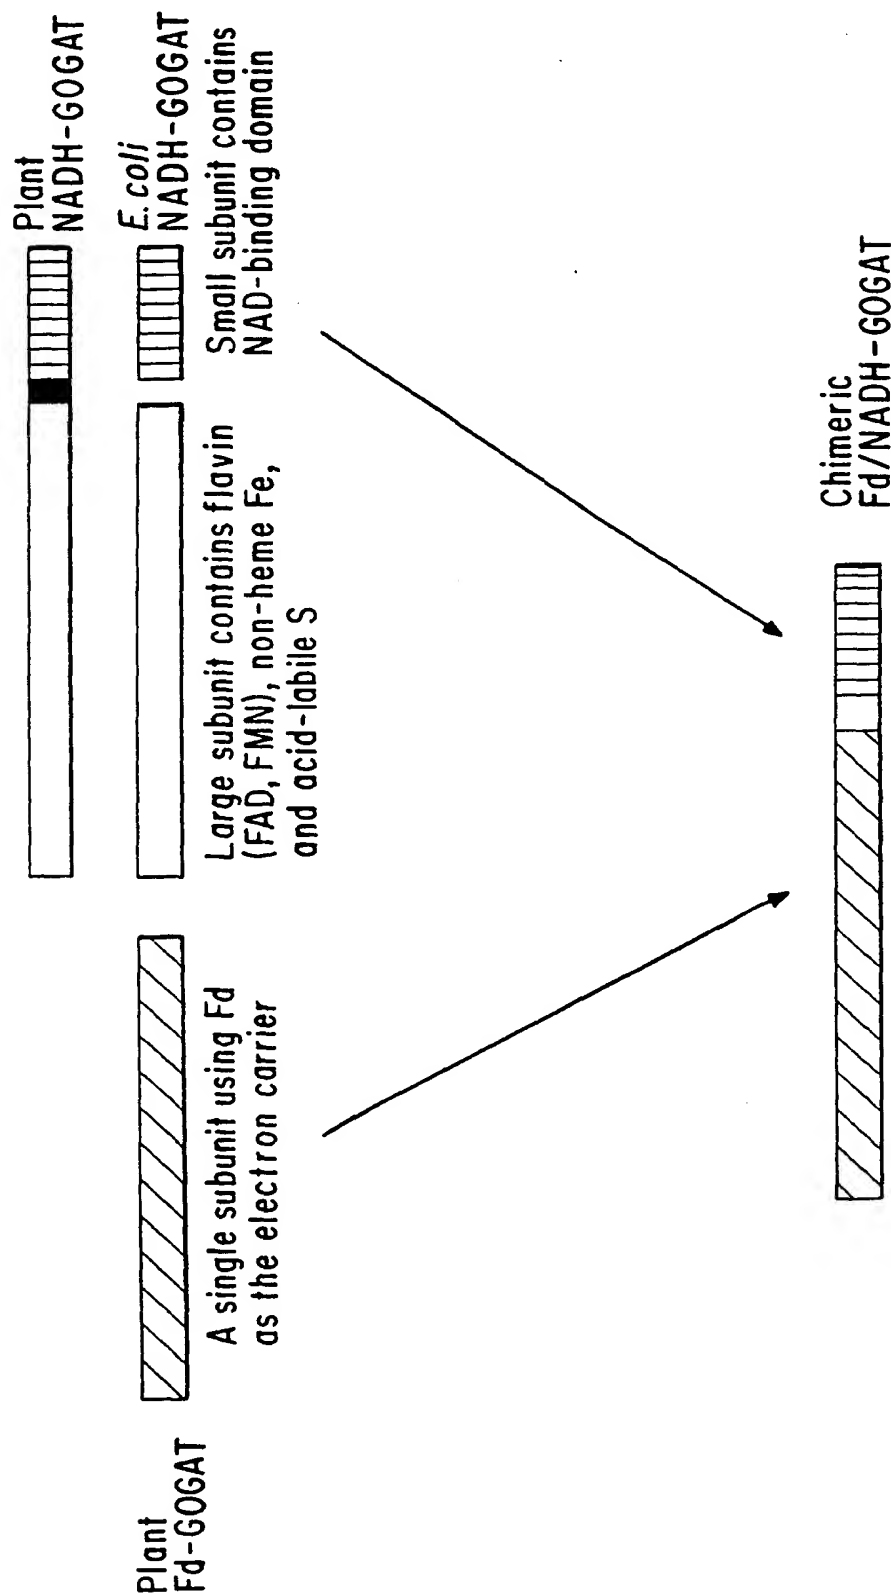 Plant
Fd-GOGAT
A single subunit using Fd
as the electron carrier
Plant
NADH-GOGAT
E. coli
NADH-GOGAT
Large subunit contains flavin
(FAD, FMN), non-heme Fe,
and acid-labile S
Small subunit contains
NAD-binding domain
Chimeric
Fd/NADH-GOGAT